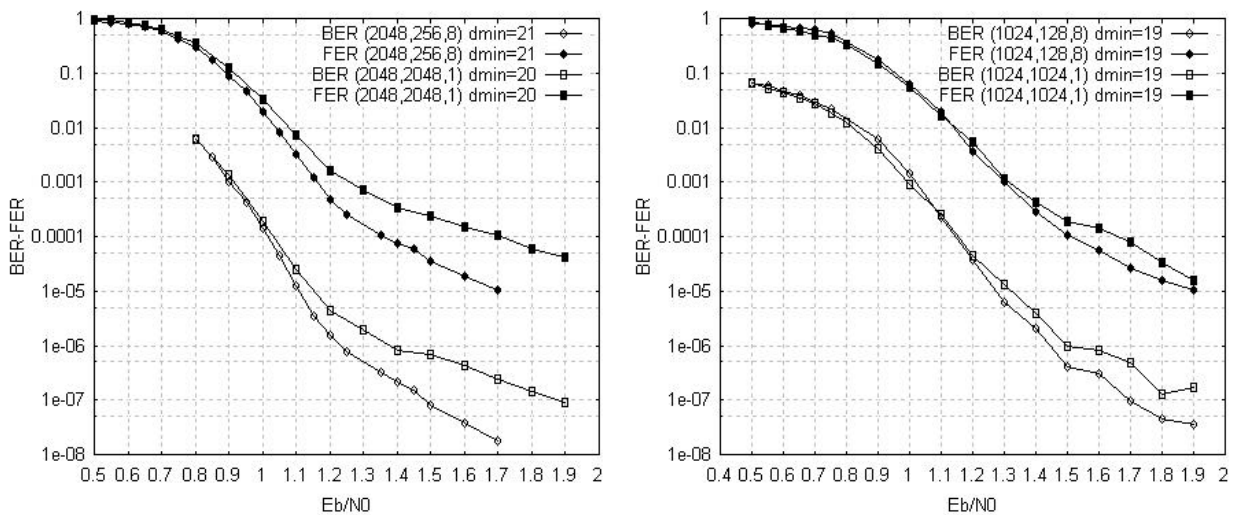 BER-FER
1
0.1
0.01
0.001
0.0001
1e-05
1e-06
1e-07
1e-08
BER (2048,256,8) dmin=21
FER (2048,256,8) dmin=21
BER (2048,2048,1) dmin=20
FER (2048,2048,1) dmin=20
0.5 0.6 0.7 0.8 0.9 1 1.1 1.2 1.3 1.4 1.5 1.6 1.7 1.8 1.9 2
Eb/N0
BER-FER
1
0.1
0.01
0.001
0.0001
1e-05
1e-06
1e-07
1e-08
BER (1024,128,8) dmin=19
FER (1024,128,8) dmin=19
BER (1024,1024,1) dmin=19
FER (1024,1024,1) dmin=19
0.4 0.5 0.6 0.7 0.8 0.9 1 1.1 1.2 1.3 1.4 1.5 1.6 1.7 1.8 1.9 2
Eb/N0